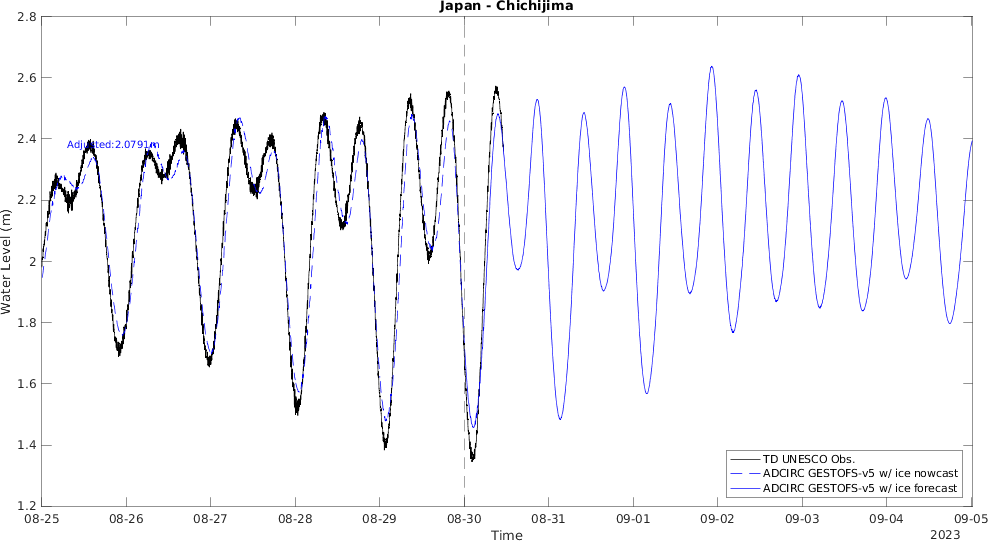 Japan - Chichijima
2.8
2.6
2.4
2.2
2
1.8
1.6
1.4
1.2
Water Level (m)
Adjusted:2.0791m
TD UNESCO Obs.
ADCIRC GESTOFS-v5 w/ ice nowcast
ADCIRC GESTOFS-v5 w/ ice forecast
08-25 08-26 08-27 08-28 08-29 08-30 08-31 09-01 09-02 09-03 09-04 09-05
Time
2023